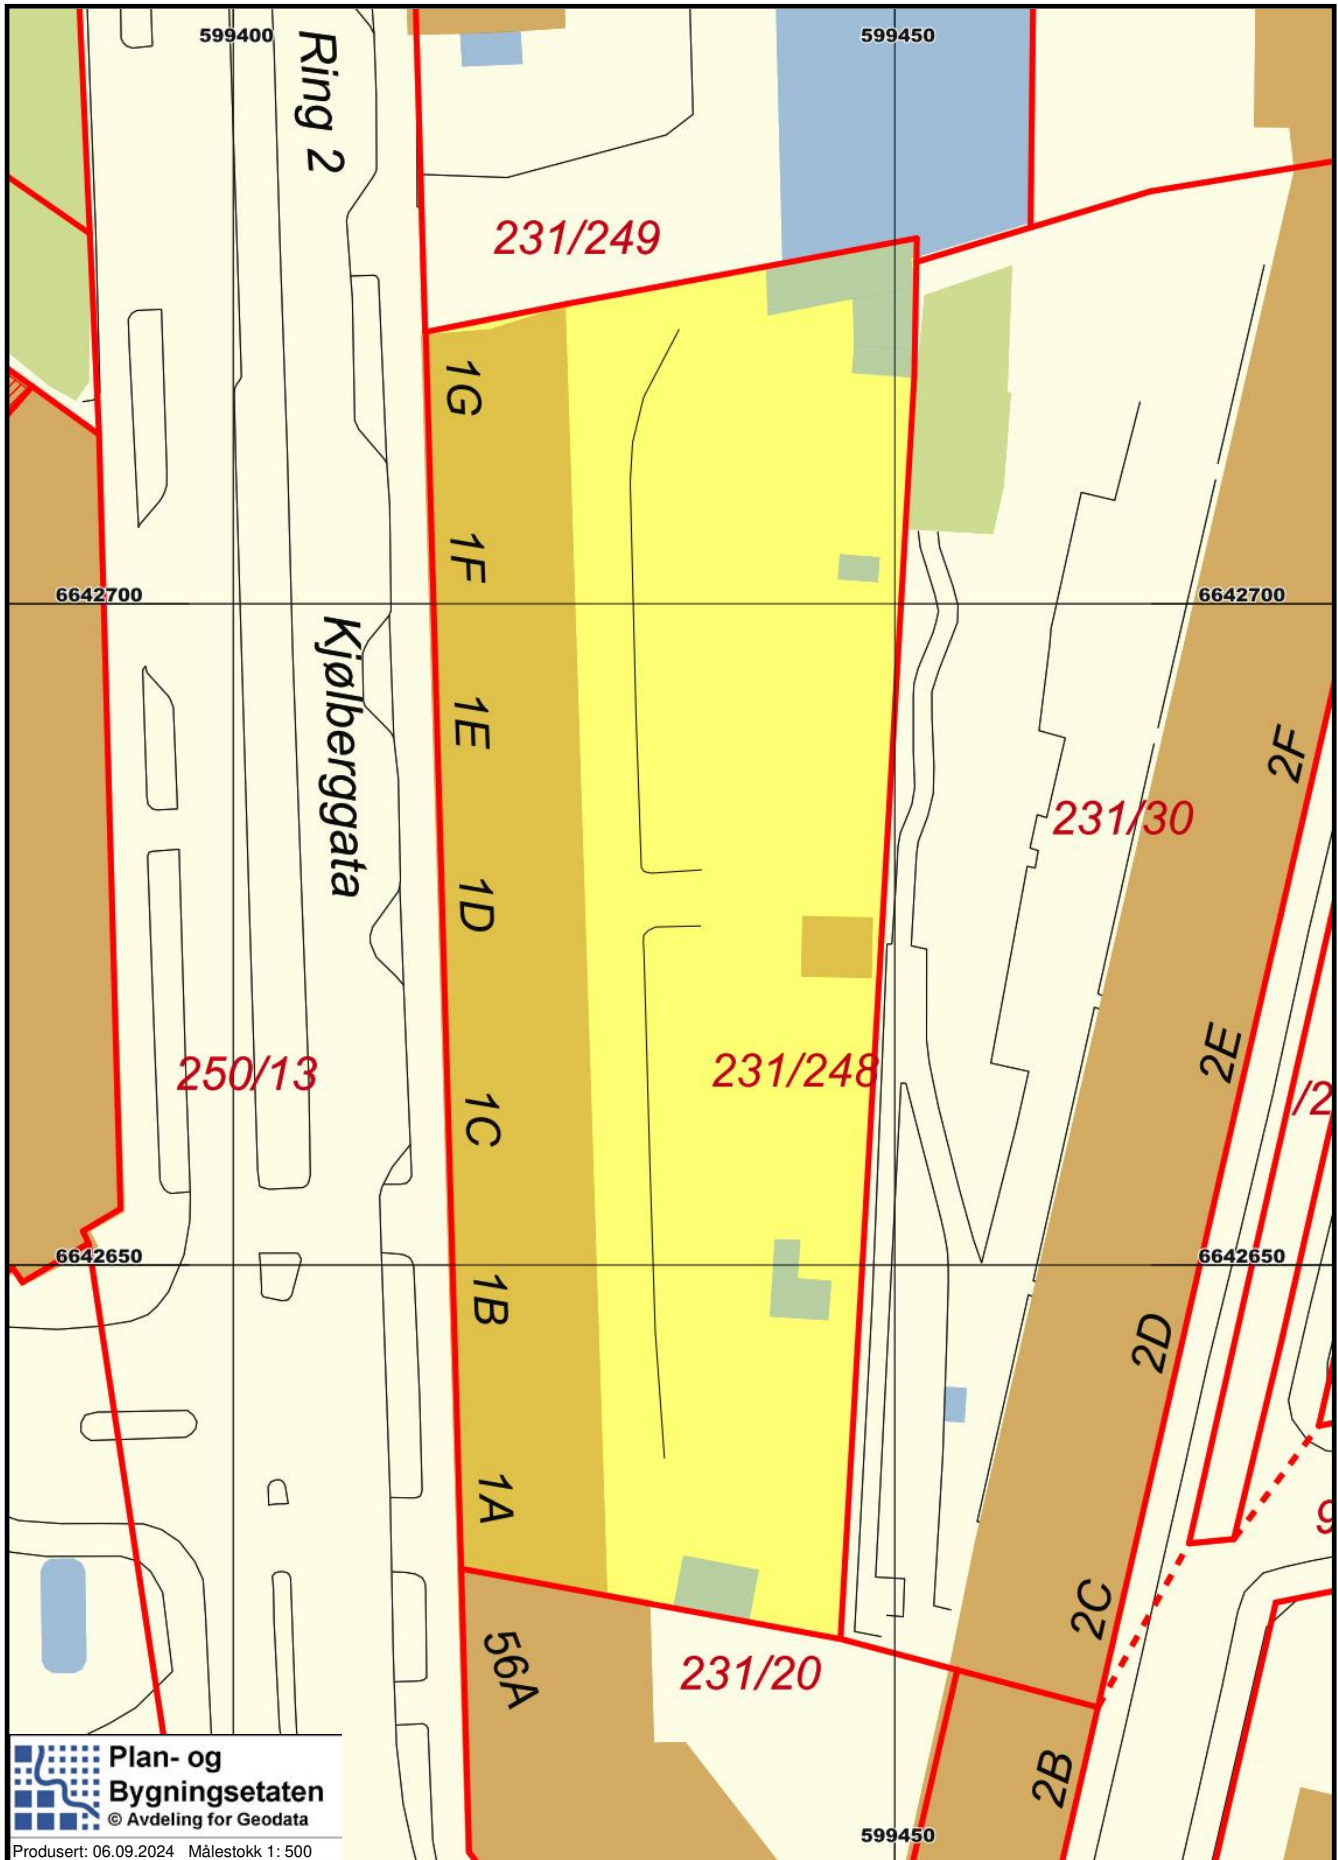 599400
599450
Ring 2
231/249
1G
1F
6642700
6642700
Kjølberggata
1E
2F
231/30
1D
2E
250/13
231/248
/2
1C
6642650
6642650
1B
2D
1A
9
2C
56A
231/20
2B
Plan- og
Bygningsetaten
© Avdeling for Geodata
599450
Produsert: 06.09.2024 Målestokk 1: 500